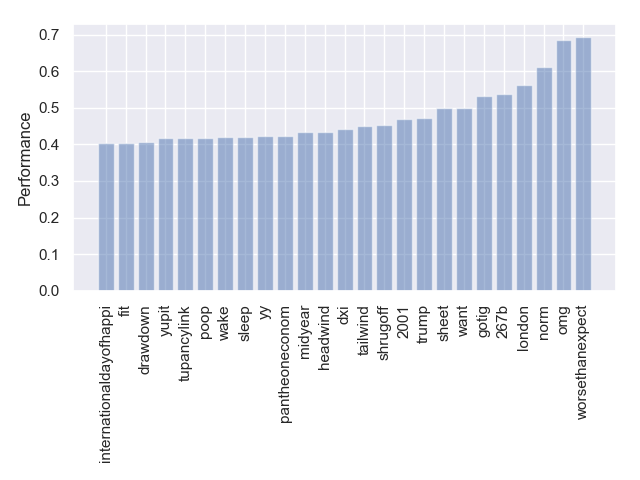 0.7
0.6
0.5
0.4
0.3
0.2
0.1
0.0
Performance
internationaldayofhappi
fit
drawdown
yupit
tupancylink
poop
wake
sleep
yy
pantheoneconom
midyear
headwind
dxi
tailwind
shrugoff
2001
trump
sheet
want
gotig
267b
london
norm
omg
worsethanexpect